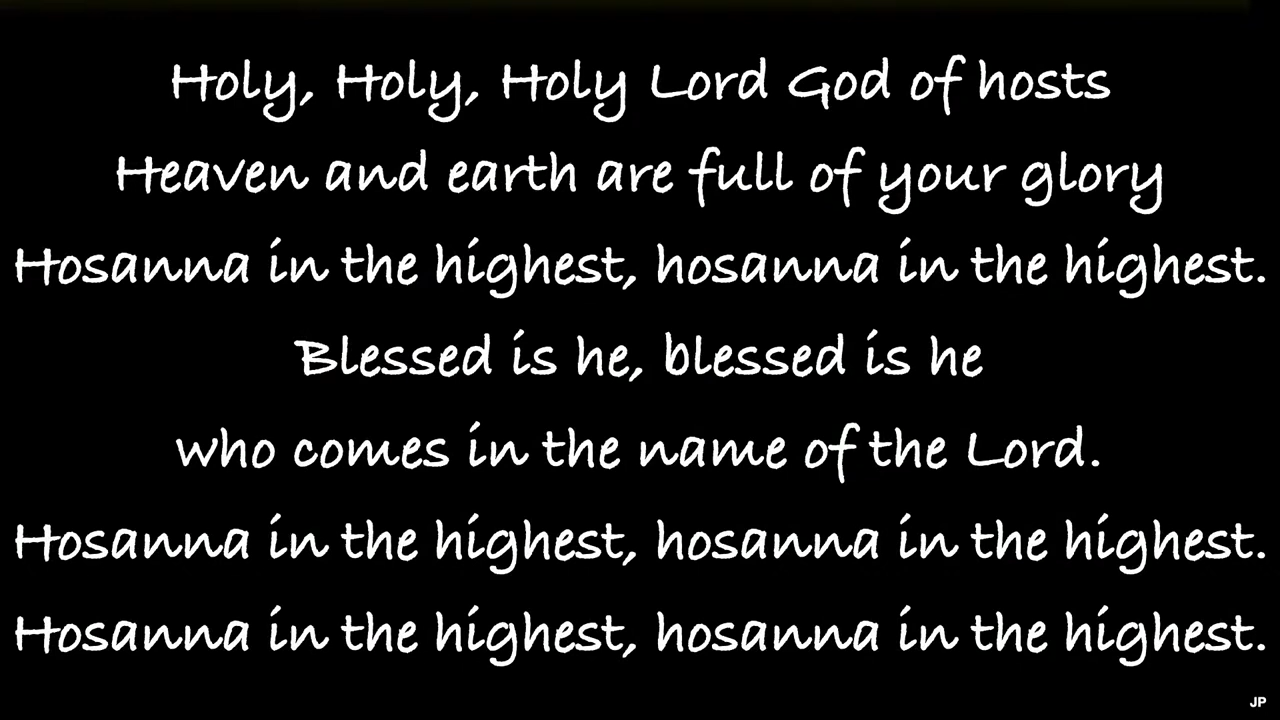 Holy, Holy, Holy Lord God of hosts
Heaven and earth are full of your glory
Hosanna in the highest, hosanna in the highest.
Blessed is he, blessed is he
who comes in the name of the Lord.
Hosanna in the highest, hosanna in the highest.
Hosanna in the highest, hosanna in the highest.
JP